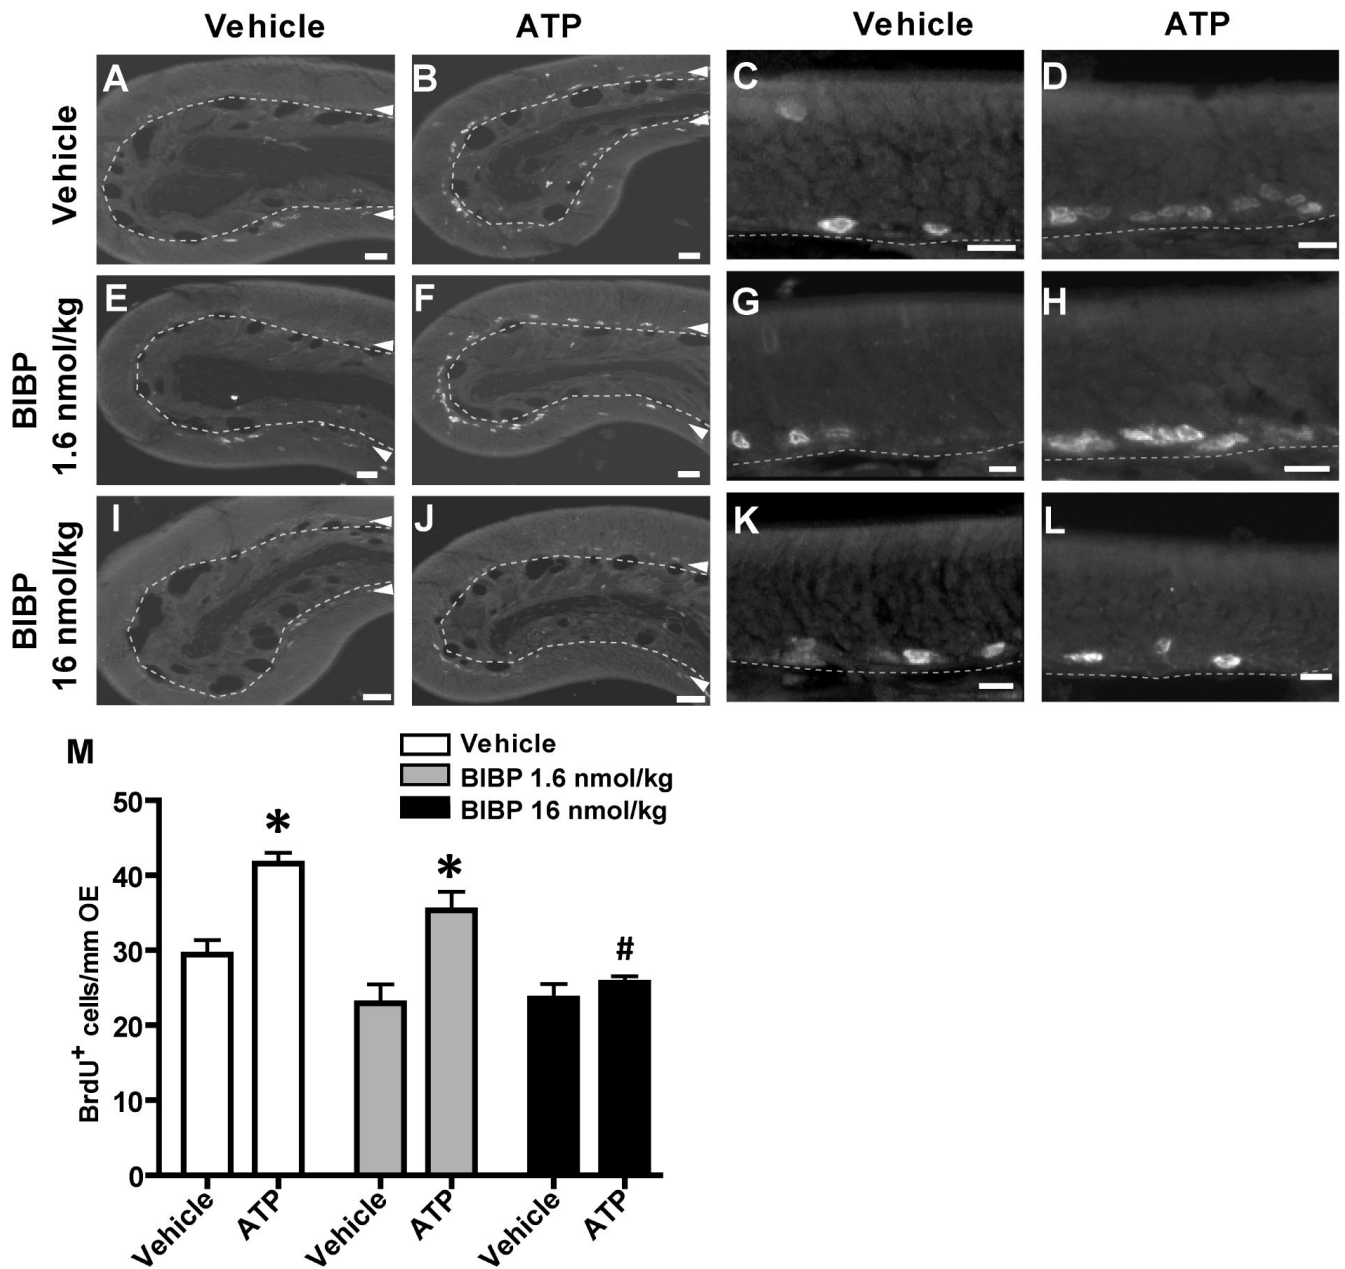 Vehicle ATP Vehicle ATP
Vehicle
A B C D
BIBP
1.6 nmol/kg
E F G H
BIBP
16 nmol/kg
I J K L
M
Vehicle
BIBP 1.6 nmol/kg
BIBP 16 nmol/kg
BrdU⁺ cells/mm OE
50
40
30
20
10
0
* * #
Vehicle ATP Vehicle ATP Vehicle ATP